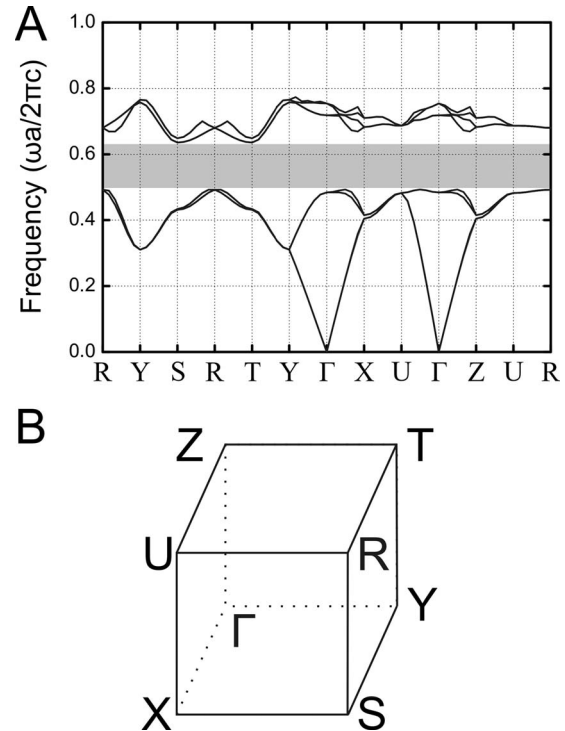 A
Frequency (ωa/2πc)
1.0
0.8
0.6
0.4
0.2
0.0
R Y S R T Y Γ X U Γ Z U R
B
Z T
U R
Γ Y
X S